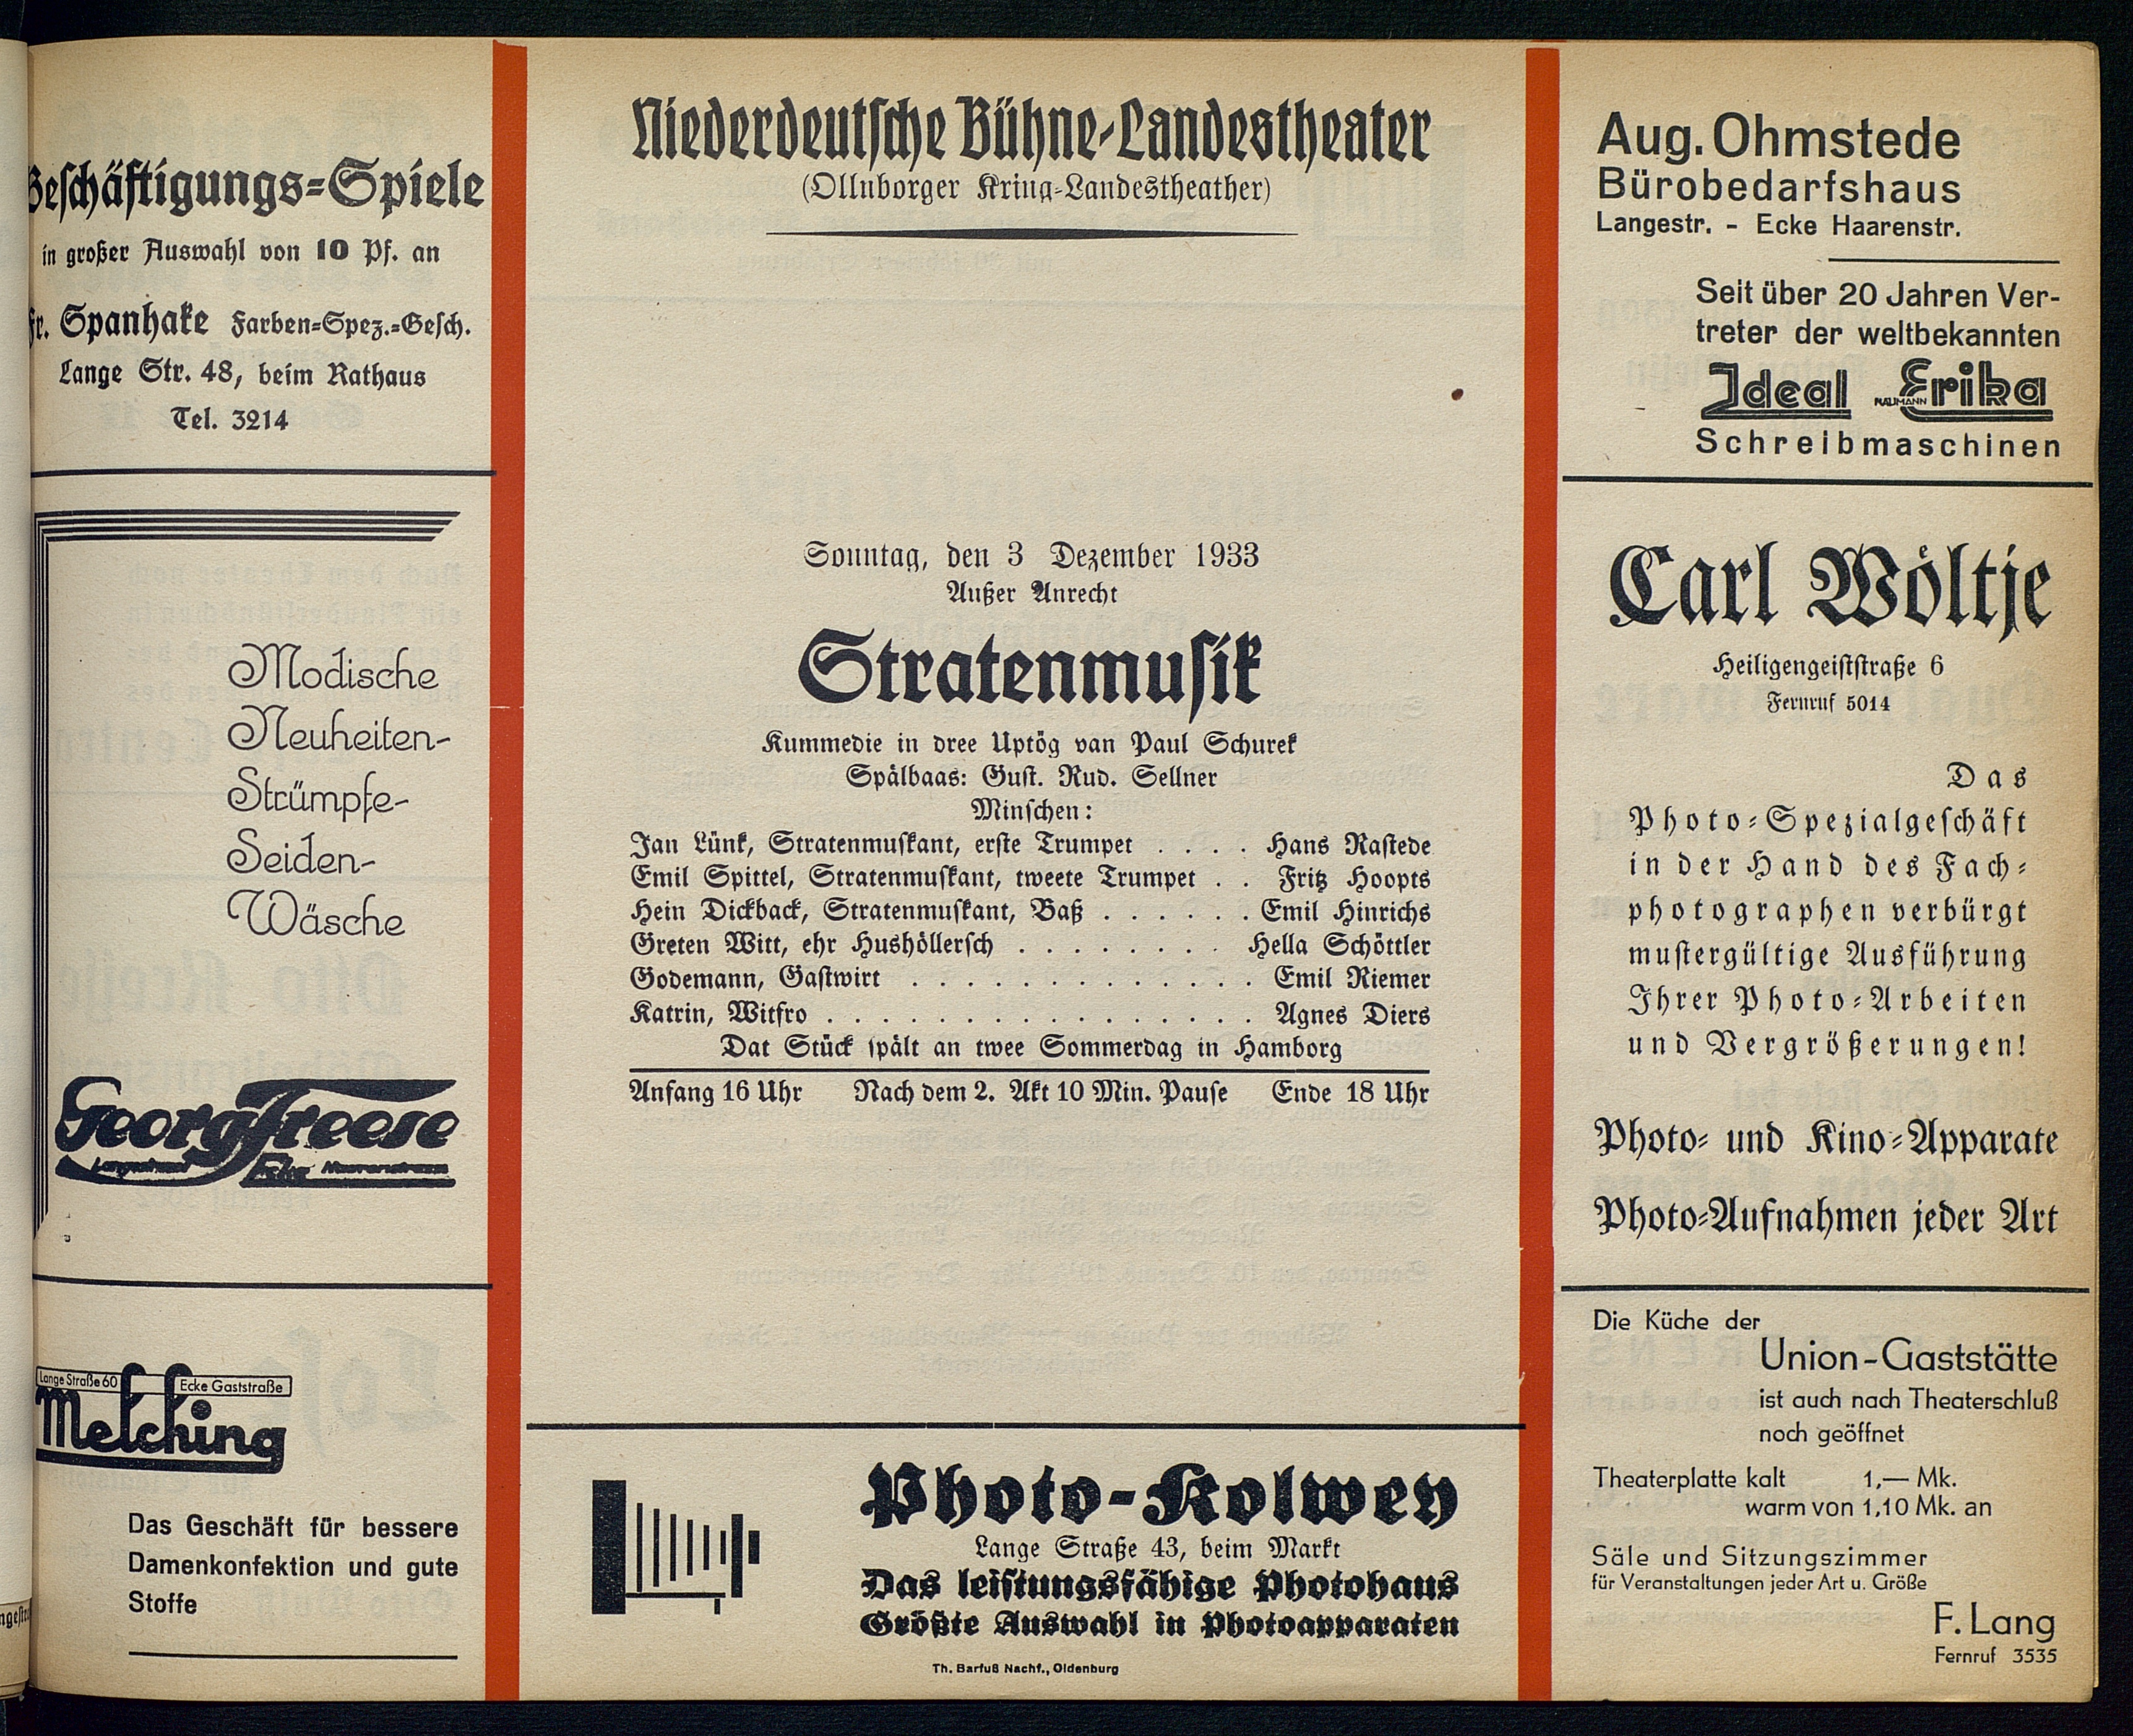 Beschäftigungs=Spiele
in großer Auswahl von 10 Pf. an
Fr. Spanhake Farben=Spez.=Gesch.
Lange Str. 48, beim Rathaus
Tel. 3214
Modische
Neuheiten-
Strümpfe-
Seiden-
Wäsche
Georg Freese
Langestrasse Ecke Haarenstrasse
Lange Straße 60 Ecke Gaststraße
Melching
Das Geschäft für bessere
Damenkonfektion und gute
Stoffe
Niederdeutsche Bühne-Landestheater
(Ollnborger Kring-Landestheather)
Sonntag, den 3 Dezember 1933
Außer Anrecht
Stratenmusik
Kummedie in dree Uptög van Paul Schurek
Spälbaas: Gust. Rud. Sellner
Minschen:
Jan Lünk, Stratenmuskant, erste Trumpet . . . . Hans Rastede
Emil Spittel, Stratenmuskant, tweete Trumpet . . Fritz Hoopts
Hein Dickback, Stratenmuskant, Baß . . . . . . Emil Hinrichs
Greten Witt, ehr Hushöllersch . . . . . . . . Hella Schöttler
Godemann, Gastwirt . . . . . . . . . . . . . Emil Riemer
Katrin, Witfro . . . . . . . . . . . . . . . . Agnes Diers
Dat Stück spält an twee Sommerdag in Hamborg
Anfang 16 Uhr Nach dem 2. Akt 10 Min. Pause Ende 18 Uhr
Photo-Kolwey
Lange Straße 43, beim Markt
Das leistungsfähige Photohaus
Größte Auswahl in Photoapparaten
Th. Barfuß Nachf., Oldenburg
Aug. Ohmstede
Bürobedarfshaus
Langestr. - Ecke Haarenstr.
Seit über 20 Jahren Ver-
treter der weltbekannten
Ideal NAUMANN Erika
Schreibmaschinen
Carl Wöltje
Heiligengeiststraße 6
Fernruf 5014
Das
Photo-Spezialgeschäft
in der Hand des Fach-
photographen verbürgt
mustergültige Ausführung
Ihrer Photo-Arbeiten
und Vergrößerungen!
Photo- und Kino-Apparate
Photo-Aufnahmen jeder Art
Die Küche der
Union-Gaststätte
ist auch nach Theaterschluß
noch geöffnet
Theaterplatte kalt 1,— Mk.
warm von 1,10 Mk. an
Säle und Sitzungszimmer
für Veranstaltungen jeder Art u. Größe
F. Lang
Fernruf 3535